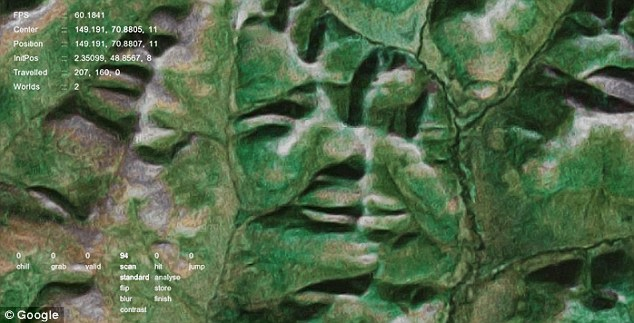 FPS = 60.1841
Center = 149.191, 70.8805, 11
Position = 149.191, 70.8807, 11
InitPos = 2.35099, 48.8567, 8
Travelled = 207, 160, 0
Worlds = 2
0 0 0 94 0 0
chill grab valid scan hit jump
standard analyse
flip store
blur finish
contrast
© Google